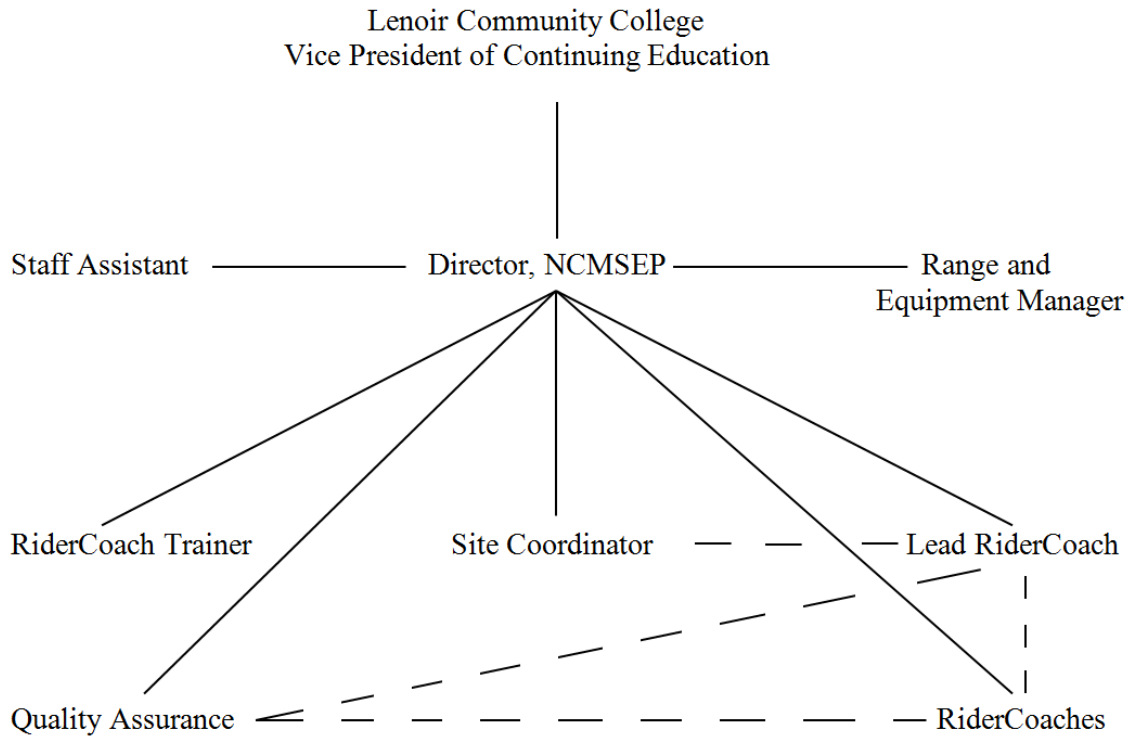 Lenoir Community College
Vice President of Continuing Education
Staff Assistant
Director, NCMSEP
Range and
Equipment Manager
RiderCoach Trainer
Site Coordinator
Lead RiderCoach
Quality Assurance
RiderCoaches